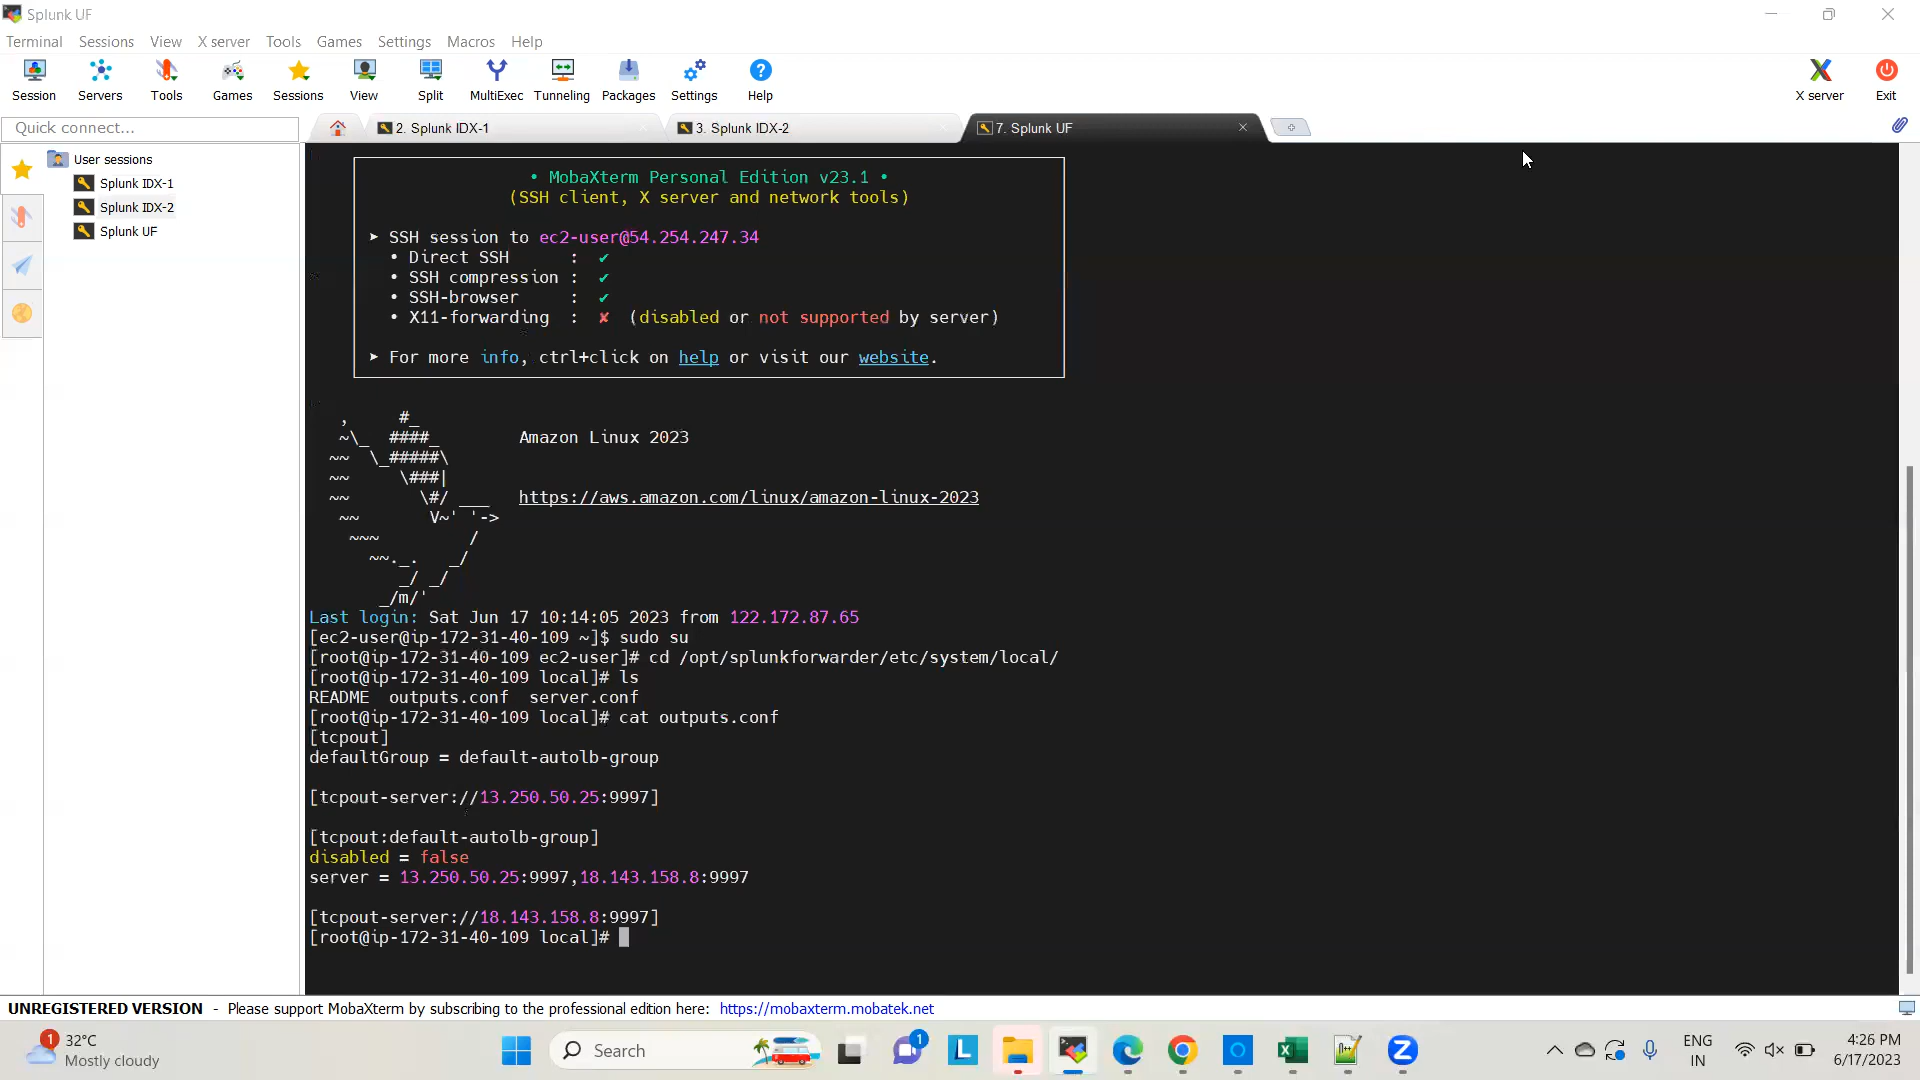 Splunk UF
Terminal Sessions View X server Tools Games Settings Macros Help
Session Servers Tools Games Sessions View Split MultiExec Tunneling Packages Settings Help X server Exit
Quick connect...
2. Splunk IDX-1
3. Splunk IDX-2
7. Splunk UF
User sessions
Splunk IDX-1
Splunk IDX-2
Splunk UF
• MobaXterm Personal Edition v23.1 •
(SSH client, X server and network tools)
➤ SSH session to ec2-user@54.254.247.34
• Direct SSH : ✔
• SSH compression : ✔
• SSH-browser : ✔
• X11-forwarding : ✘ (disabled or not supported by server)
➤ For more info, ctrl+click on help or visit our website.
,     #_
~\_  ####_        Amazon Linux 2023
~~  \_#####\
~~     \###|
~~       \#/ ___   https://aws.amazon.com/linux/amazon-linux-2023
~~       V~' '->
~~~         /
~~._.   _/
_/ _/
_/m/'
Last login: Sat Jun 17 10:14:05 2023 from 122.172.87.65
[ec2-user@ip-172-31-40-109 ~]$ sudo su
[root@ip-172-31-40-109 ec2-user]# cd /opt/splunkforwarder/etc/system/local/
[root@ip-172-31-40-109 local]# ls
README  outputs.conf  server.conf
[root@ip-172-31-40-109 local]# cat outputs.conf
[tcpout]
defaultGroup = default-autolb-group
[tcpout-server://13.250.50.25:9997]
[tcpout:default-autolb-group]
disabled = false
server = 13.250.50.25:9997,18.143.158.8:9997
[tcpout-server://18.143.158.8:9997]
[root@ip-172-31-40-109 local]#
UNREGISTERED VERSION - Please support MobaXterm by subscribing to the professional edition here: https://mobaxterm.mobatek.net
1
32°C
Mostly cloudy
Search
1
L
ENG
IN
4:26 PM
6/17/2023